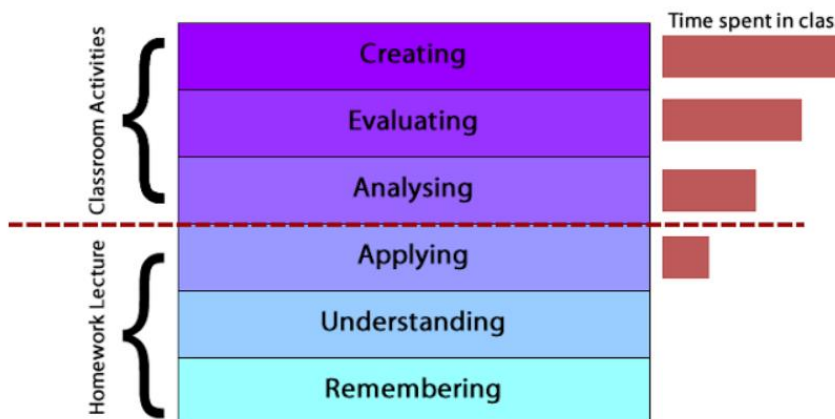 Time spent in clas
Classroom Activities
Creating
Evaluating
Analysing
Homework Lecture
Applying
Understanding
Remembering